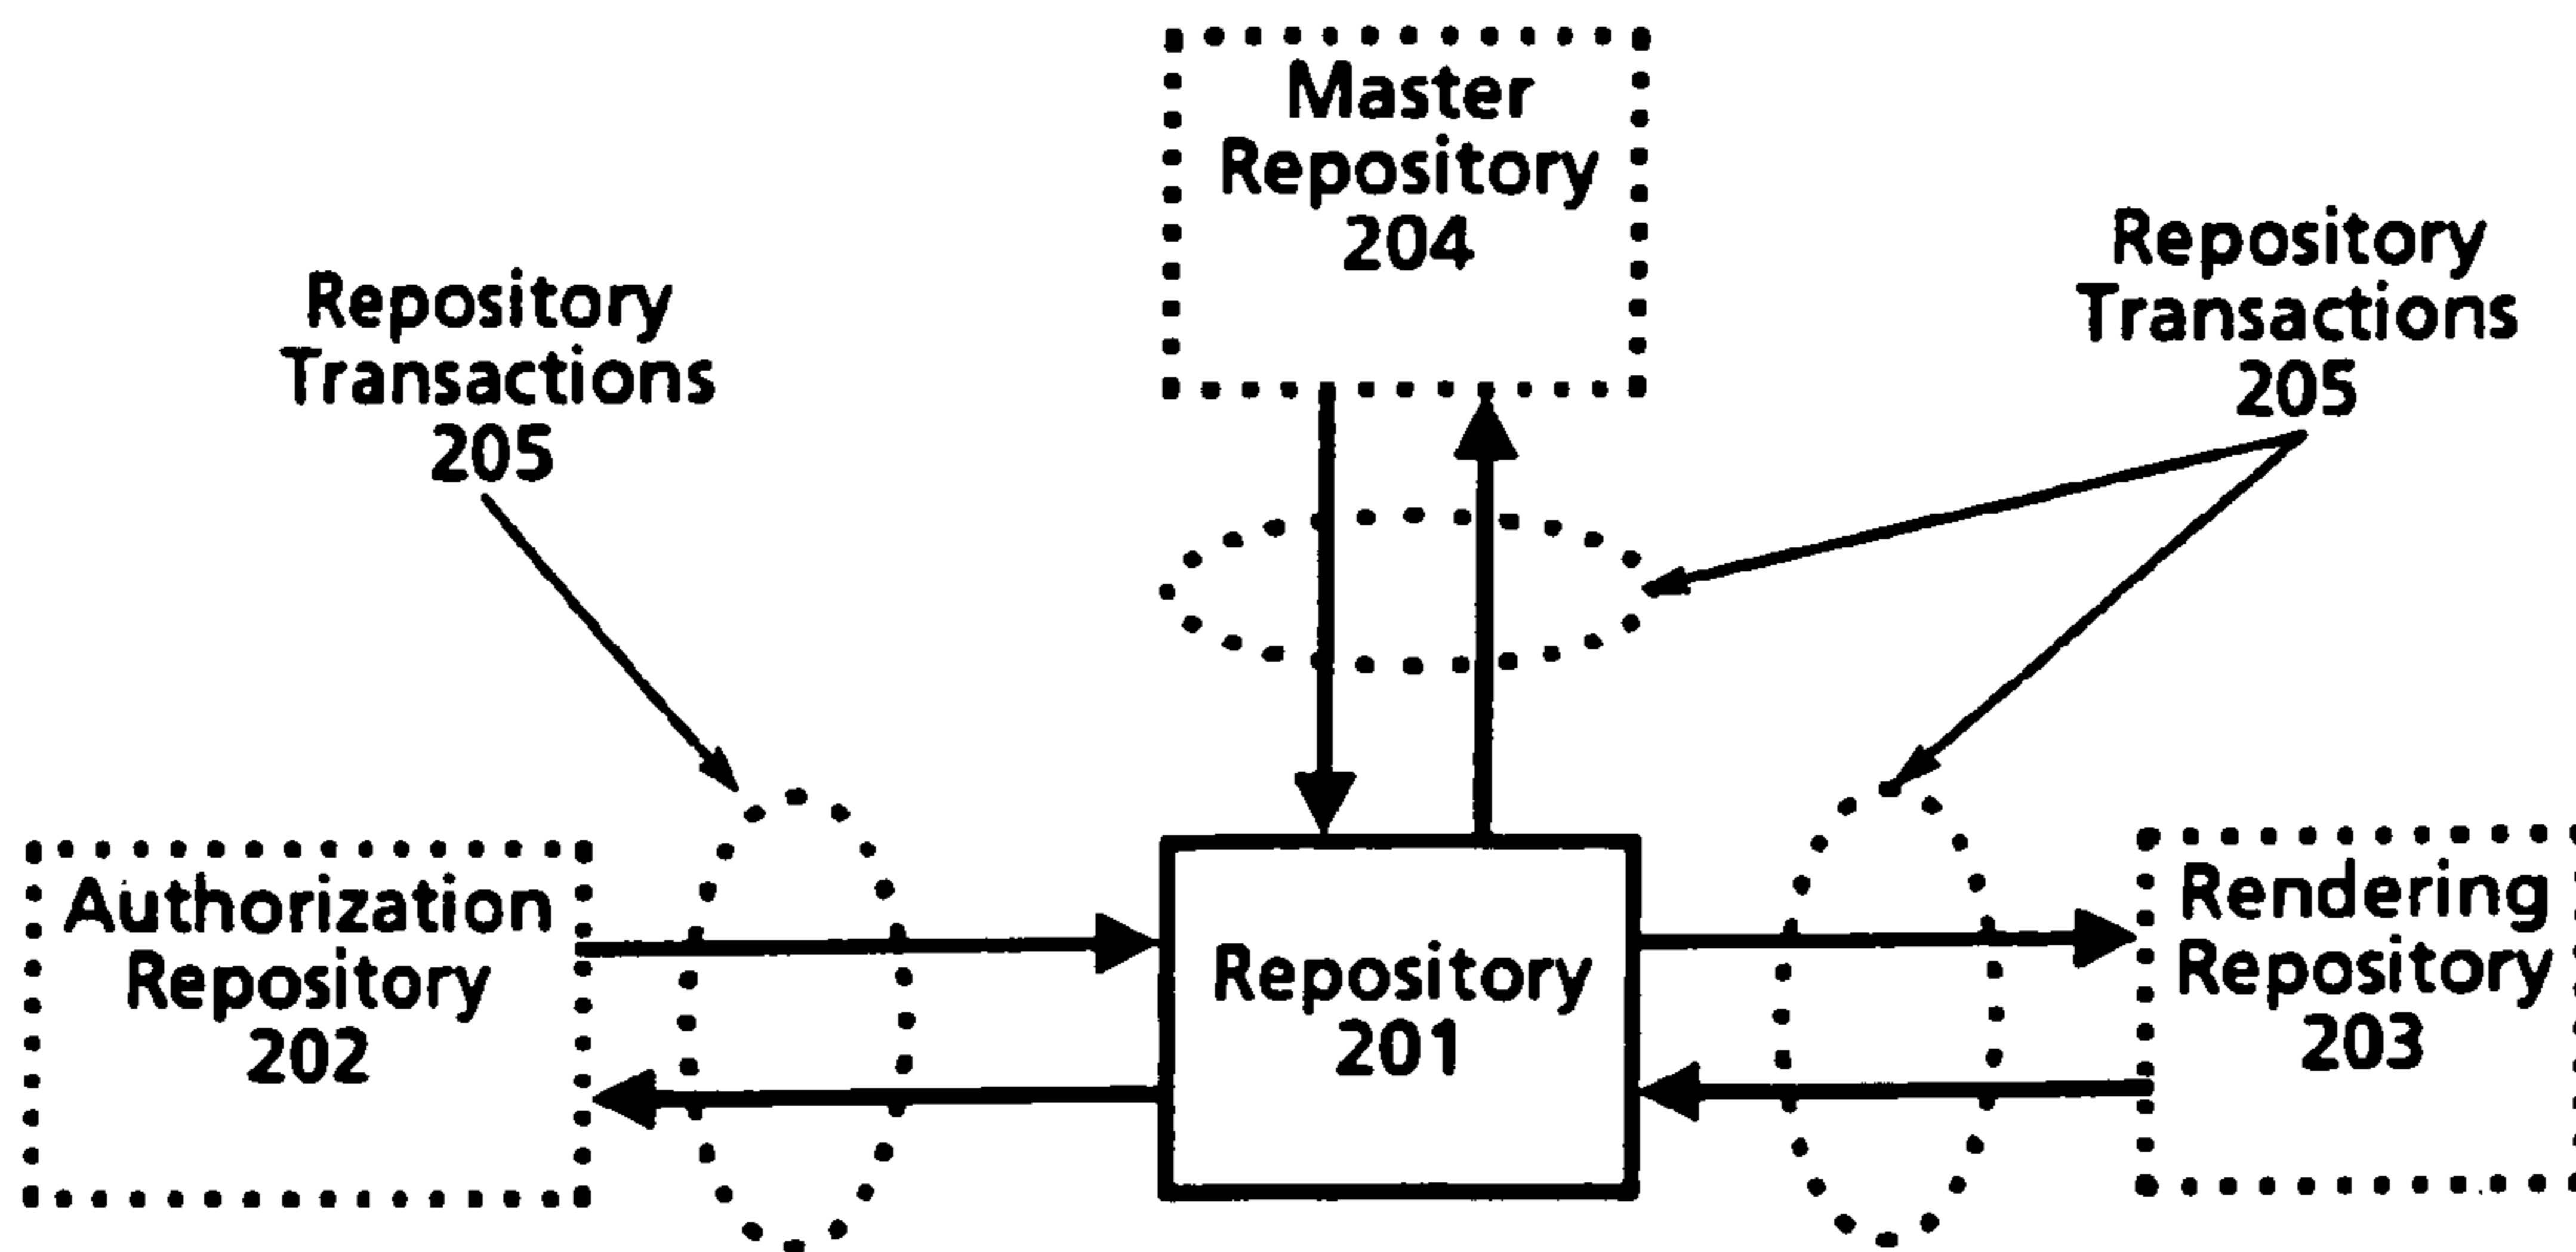 Master
Repository
204
Repository
Transactions
205
Repository
Transactions
205
Authorization
Repository
202
Repository
201
Rendering
Repository
203